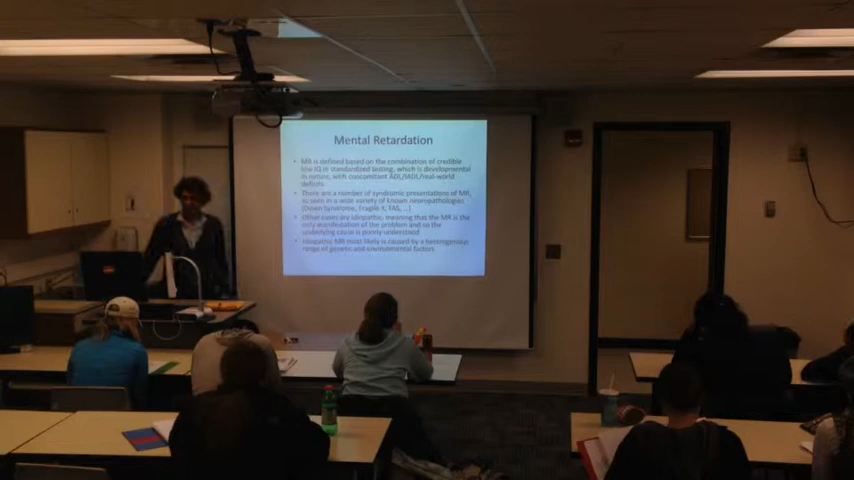 Mental Retardation
• MR is defined based on the combination of credible
low IQ in standardized testing, which is developmental
in nature, with concomitant ADL/IADL/real-world
deficits
• There are a number of syndromic presentations of MR,
as seen in a wide variety of known neuropathologies
(Down Syndrome, Fragile X, FAS, …)
• Other cases are idiopathic, meaning that the MR is the
only manifestation of the problem and so the
underlying cause is poorly understood
• Idiopathic MR most likely is caused by a heterogenous
range of genetic and environmental factors